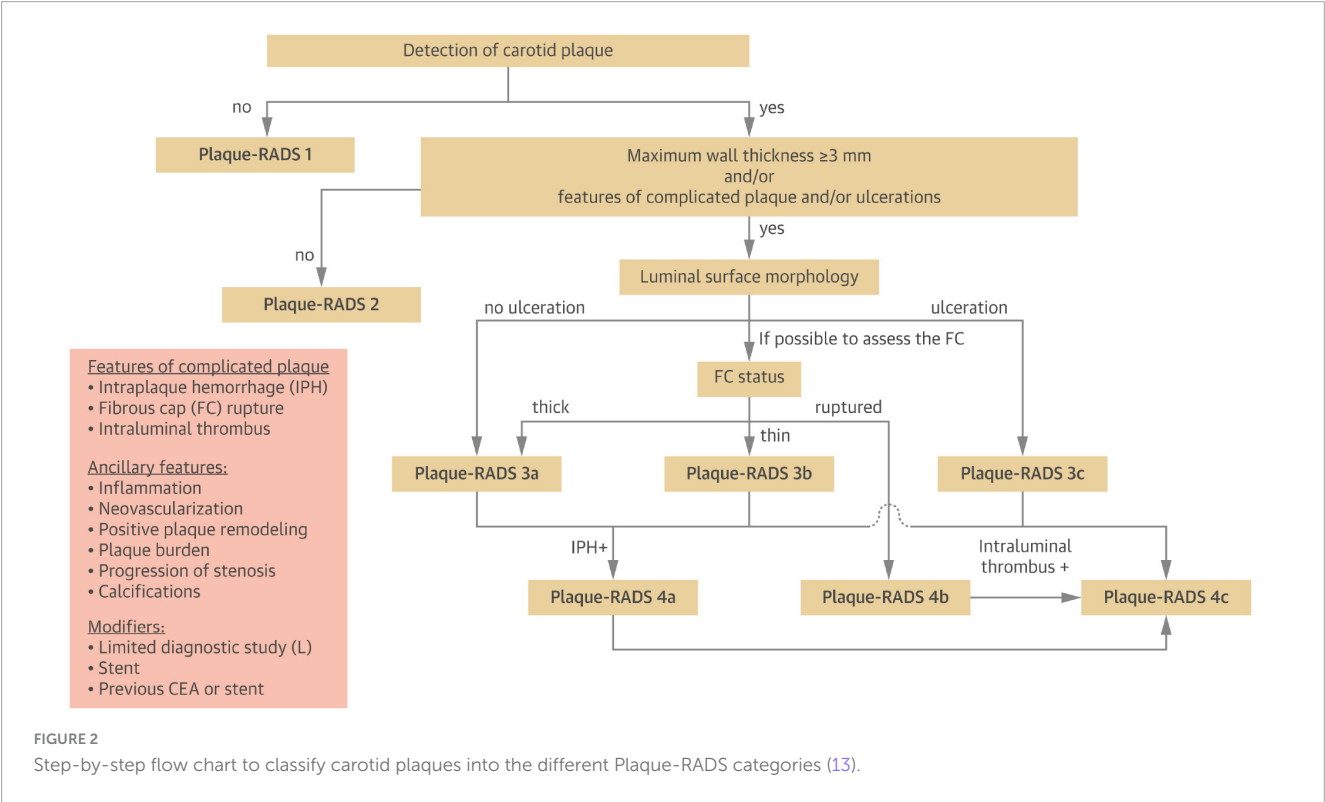 Detection of carotid plaque
no
yes
Plaque-RADS 1
Maximum wall thickness ≥3 mm
and/or
features of complicated plaque and/or ulcerations
no
yes
Plaque-RADS 2
Luminal surface morphology
no ulceration
ulceration
If possible to assess the FC
FC status
thick
ruptured
thin
Plaque-RADS 3a
Plaque-RADS 3b
Plaque-RADS 3c
IPH+
Intraluminal
thrombus +
Plaque-RADS 4a
Plaque-RADS 4b
Plaque-RADS 4c
Features of complicated plaque
• Intraplaque hemorrhage (IPH)
• Fibrous cap (FC) rupture
• Intraluminal thrombus
Ancillary features:
• Inflammation
• Neovascularization
• Positive plaque remodeling
• Plaque burden
• Progression of stenosis
• Calcifications
Modifiers:
• Limited diagnostic study (L)
• Stent
• Previous CEA or stent
FIGURE 2
Step-by-step flow chart to classify carotid plaques into the different Plaque-RADS categories (13).